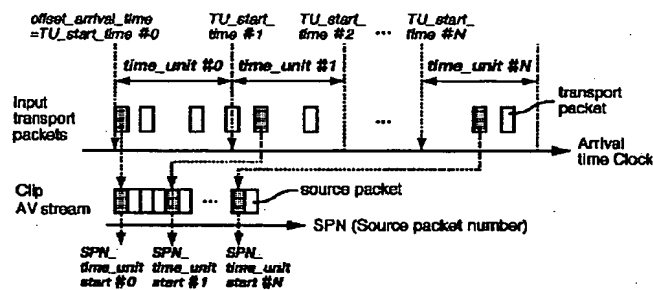 offset_arrival_time
=TU_start_time #0
TU_start_
time #1
TU_start_
time #2
...
TU_start_
time #N
time_unit #0
time_unit #1
time_unit #N
Input
transport
packets
transport
packet
Arrival
time Clock
Clip
AV stream
...
...
source packet
SPN (Source packet number)
SPN_
time_unit
start #0
SPN_
time_unit
start #1
SPN_
time_unit
start #N